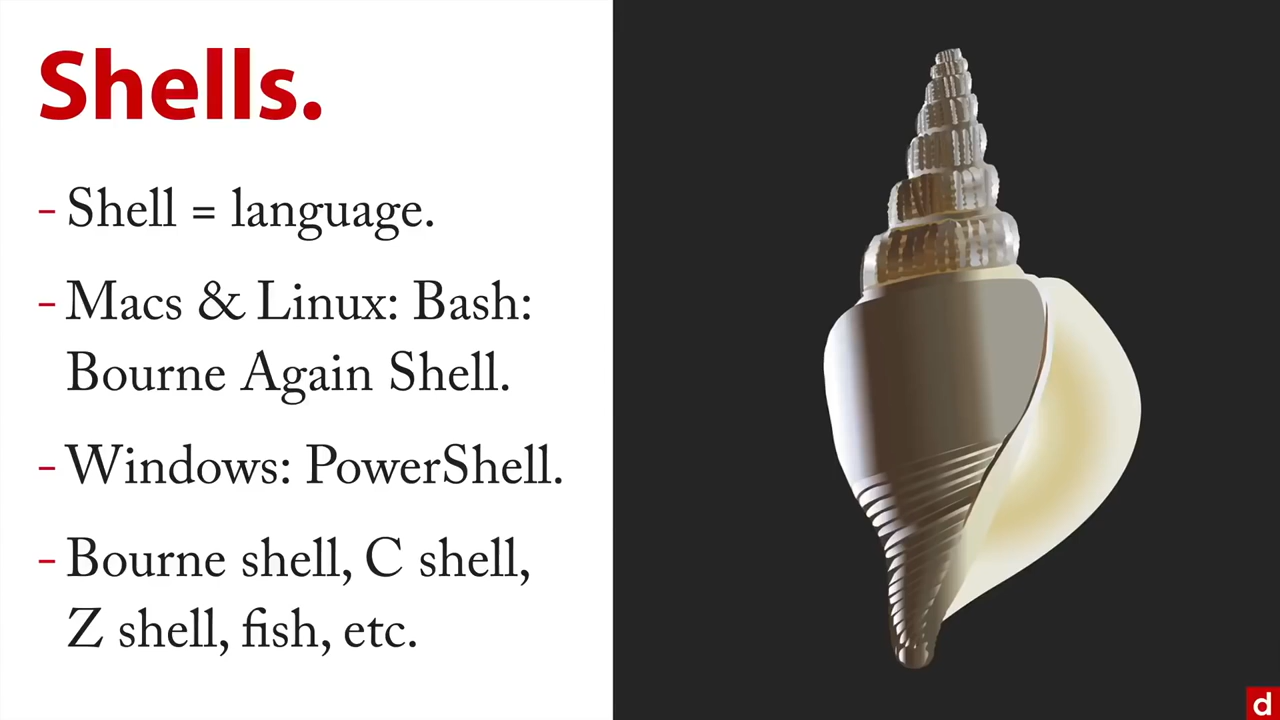 Shells.
- Shell = language.
- Macs & Linux: Bash:
Bourne Again Shell.
- Windows: PowerShell.
- Bourne shell, C shell,
Z shell, fish, etc.
d